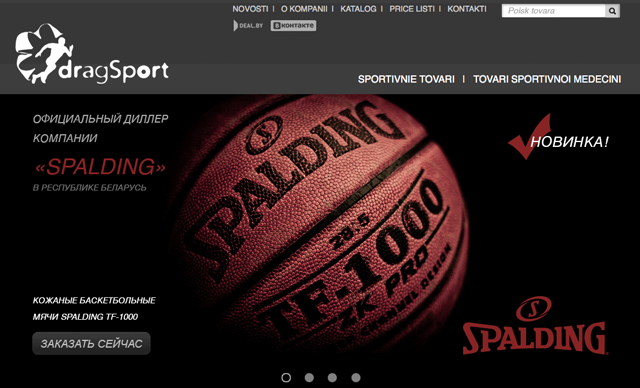 NOVOSTI | O KOMPANII | KATALOG | PRICE LISTI | KONTAKTI
Poisk tovara
DEAL.BY
В КОНТАКТЕ
dragSport
SPORTIVNIE TOVARI | TOVARI SPORTIVNOI MEDECINI
ОФИЦИАЛЬНЫЙ ДИЛЛЕР
КОМПАНИИ
«SPALDING»
В РЕСПУБЛИКЕ БЕЛАРУСЬ
НОВИНКА!
SPALDING
28.5
TF-1000
ZK PRO
DESIGN
КОЖАНЫЕ БАСКЕТБОЛЬНЫЕ
МЯЧИ SPALDING TF-1000
ЗАКАЗАТЬ СЕЙЧАС
SPALDING